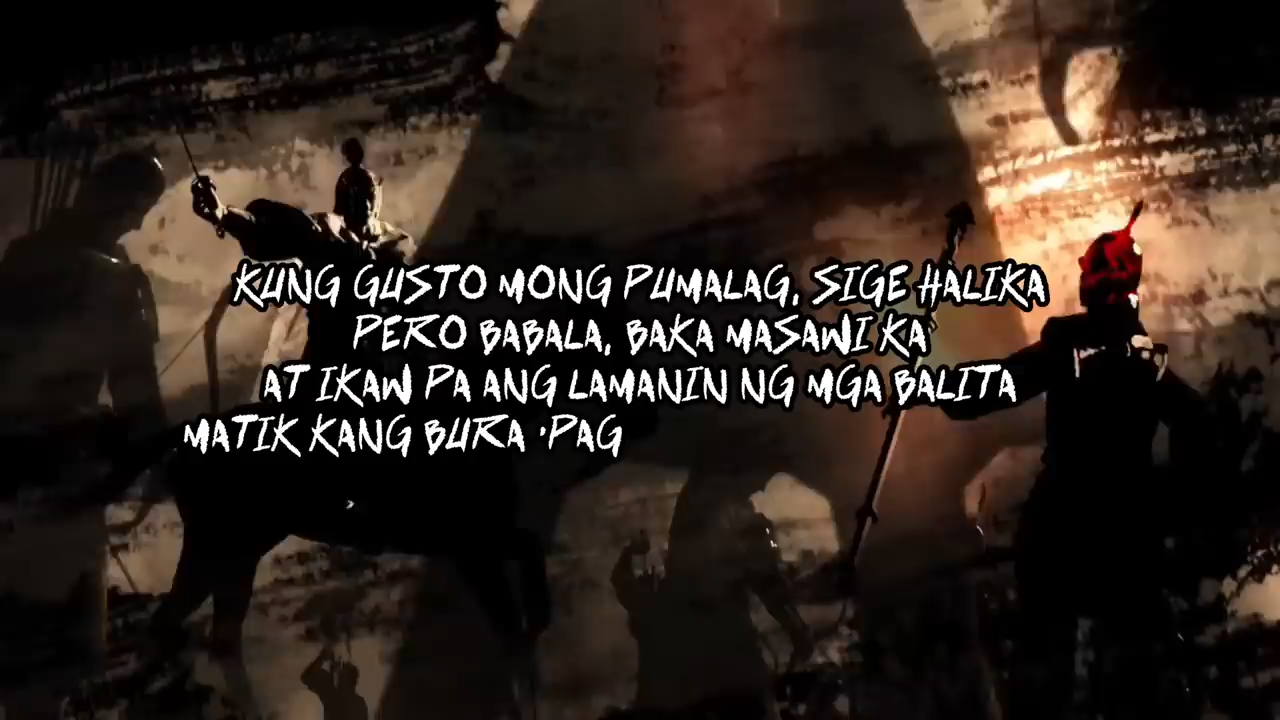 KUNG GUSTO MONG PUMALAG, SIGE HALIKA
PERO BABALA, BAKA MASAWI KA
AT IKAW PA ANG LAMANIN NG MGA BALITA
MATIK KANG BURA 'PAG